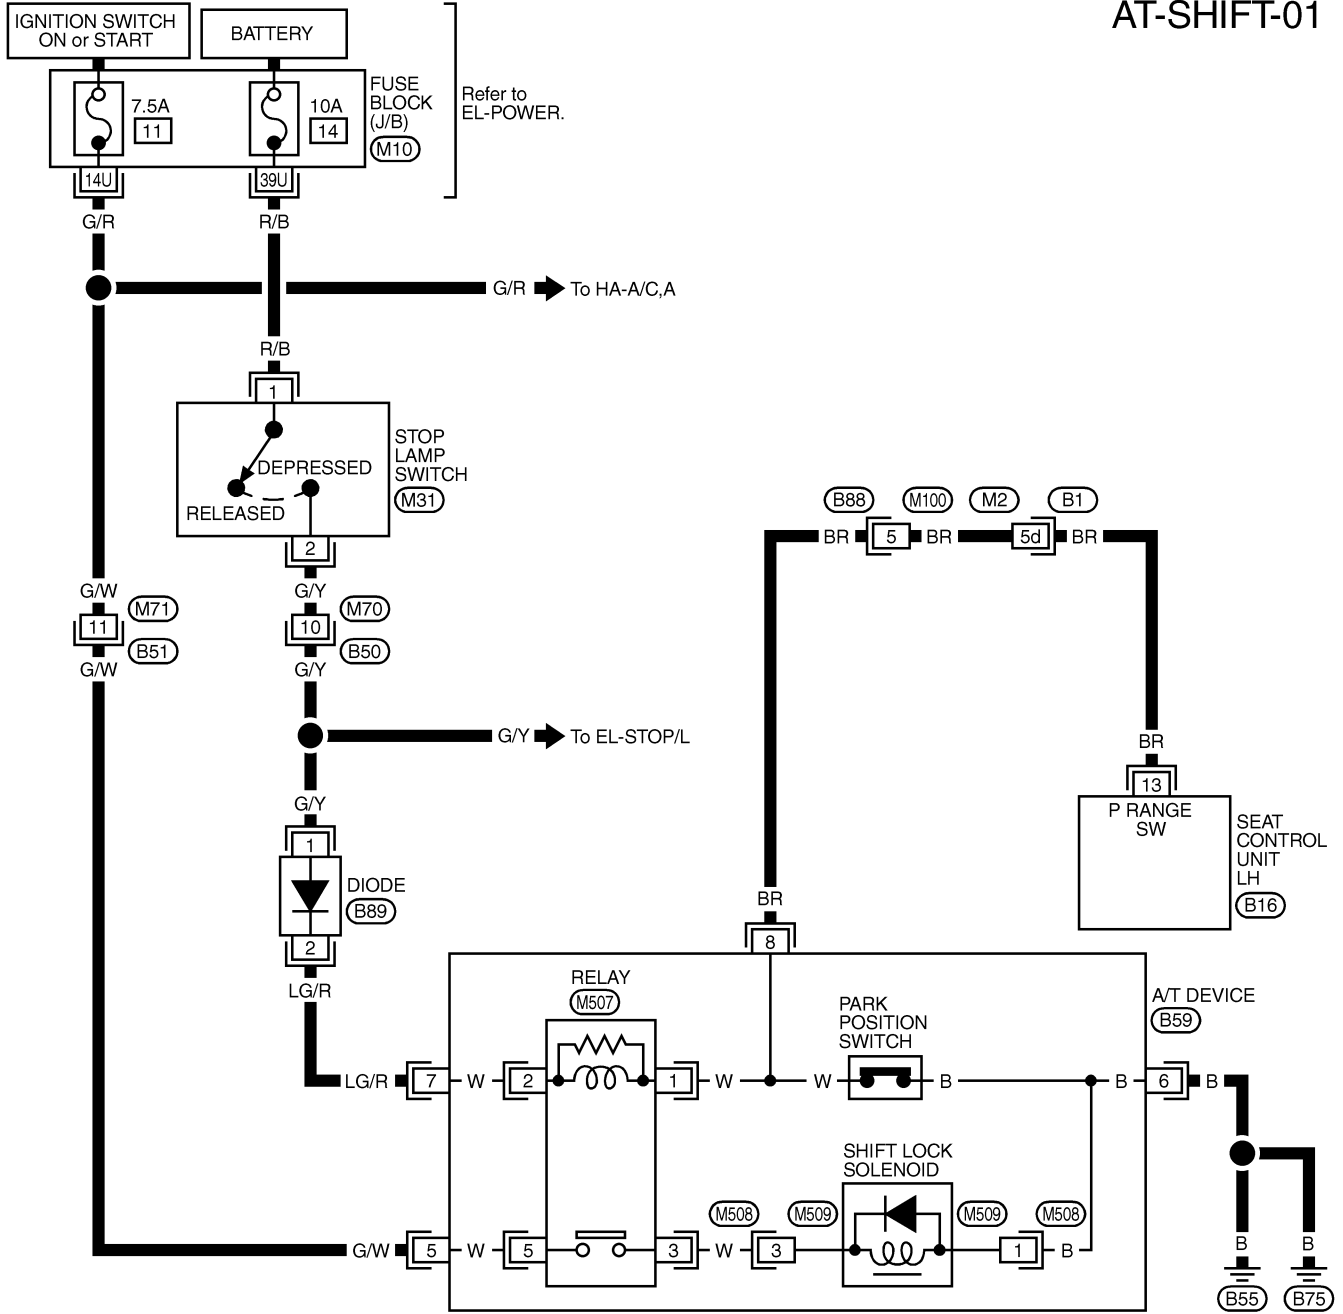 AT-SHIFT-01
IGNITION SWITCH
ON or START
BATTERY
7.5A
11
10A
14
FUSE
BLOCK
(J/B)
M10
Refer to
EL-POWER.
14U
39U
G/R
R/B
G/R
To HA-A/C,A
R/B
1
DEPRESSED
RELEASED
STOP
LAMP
SWITCH
M31
2
G/W
G/Y
M71
M70
11
10
B51
B50
G/W
G/Y
G/Y
To EL-STOP/L
G/Y
1
DIODE
B89
2
LG/R
B88
M100
M2
B1
BR
5
BR
5d
BR
BR
13
P RANGE
SW
SEAT
CONTROL
UNIT
LH
B16
BR
8
RELAY
M507
PARK
POSITION
SWITCH
A/T DEVICE
B59
LG/R
7
W
2
1
W
W
B
B
6
B
SHIFT LOCK
SOLENOID
M508
M509
M509
M508
G/W
5
W
5
3
W
3
1
B
B
B
B55
B75